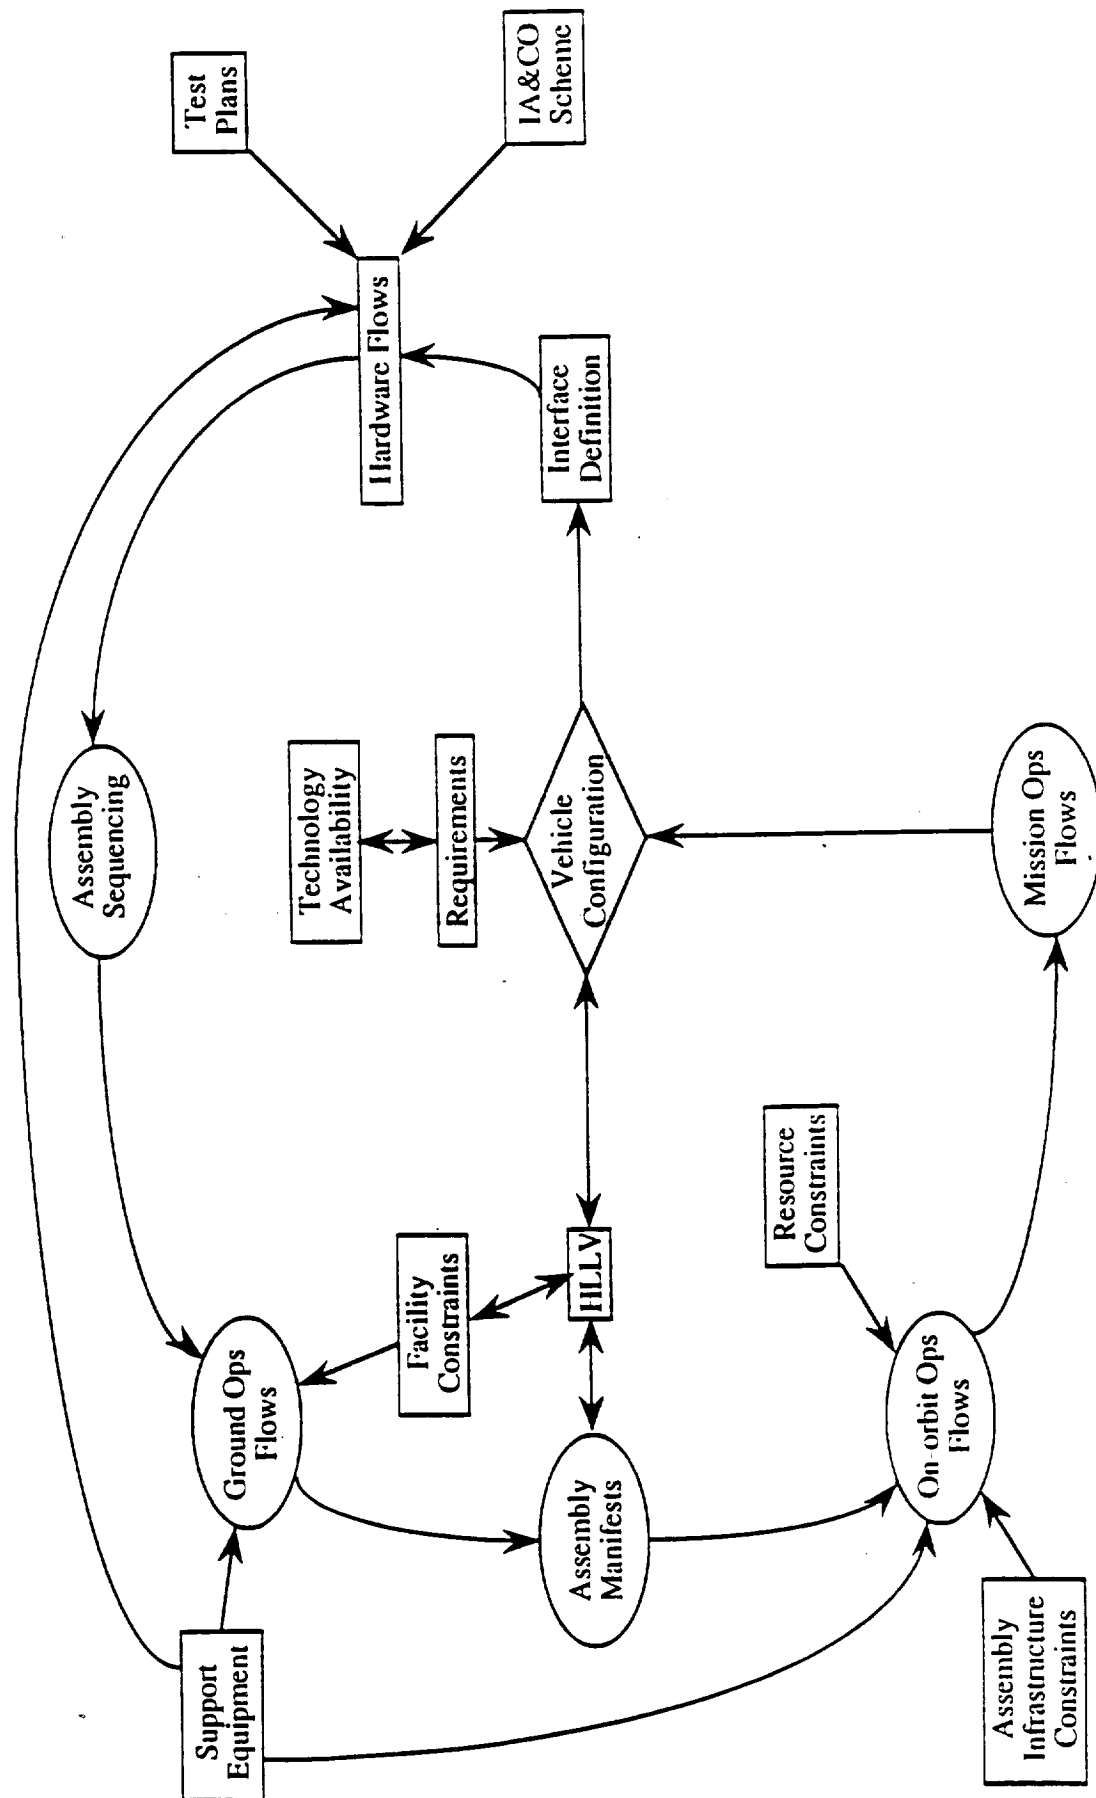 Support
Equipment
Ground Ops
Flows
Assembly
Sequencing
Test
Plans
Technology
Availability
Facility
Constraints
Requirements
Hardware Flows
IA&CO
Scheme
Assembly
Manifests
HLLV
Vehicle
Configuration
Interface
Definition
Resource
Constraints
On-orbit Ops
Flows
Mission Ops
Flows
Assembly
Infrastructure
Constraints